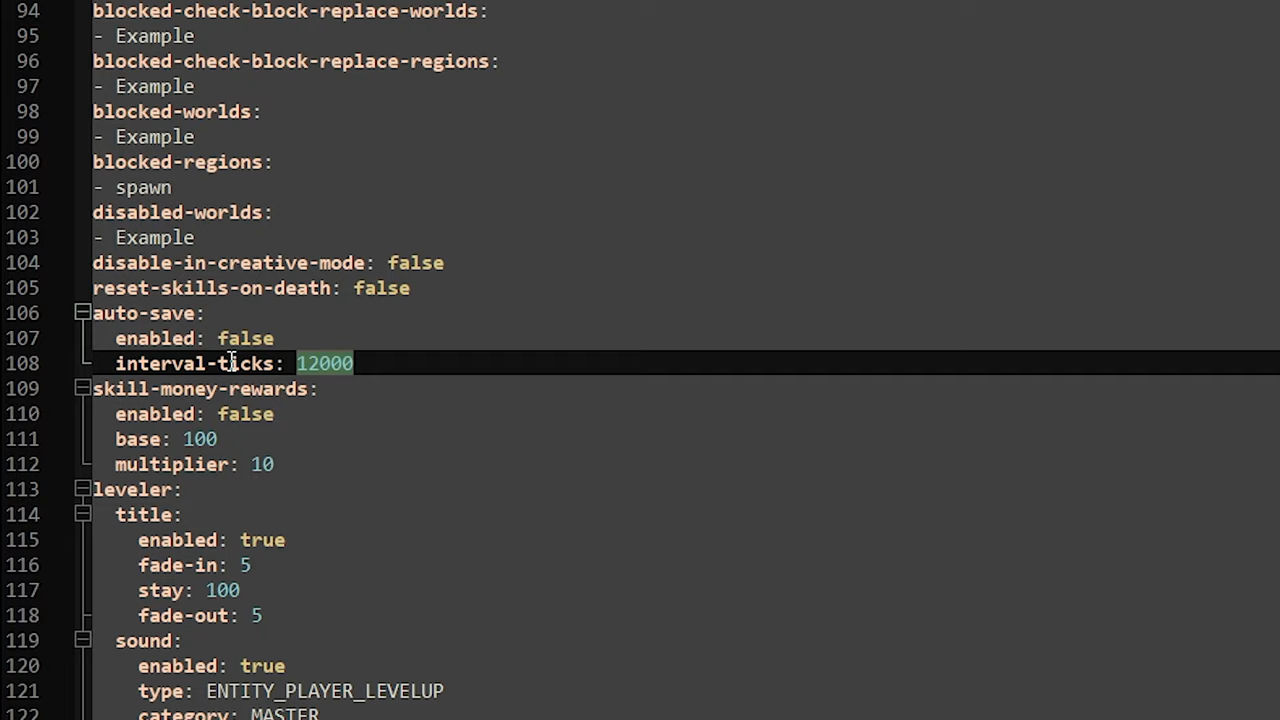 94 blocked-check-block-replace-worlds:
95 - Example
96 blocked-check-block-replace-regions:
97 - Example
98 blocked-worlds:
99 - Example
100 blocked-regions:
101 - spawn
102 disabled-worlds:
103 - Example
104 disable-in-creative-mode: false
105 reset-skills-on-death: false
106 auto-save:
107   enabled: false
108   interval-ticks: 12000
109 skill-money-rewards:
110   enabled: false
111   base: 100
112   multiplier: 10
113 leveler:
114   title:
115     enabled: true
116     fade-in: 5
117     stay: 100
118     fade-out: 5
119   sound:
120     enabled: true
121     type: ENTITY_PLAYER_LEVELUP
122     category: MASTER